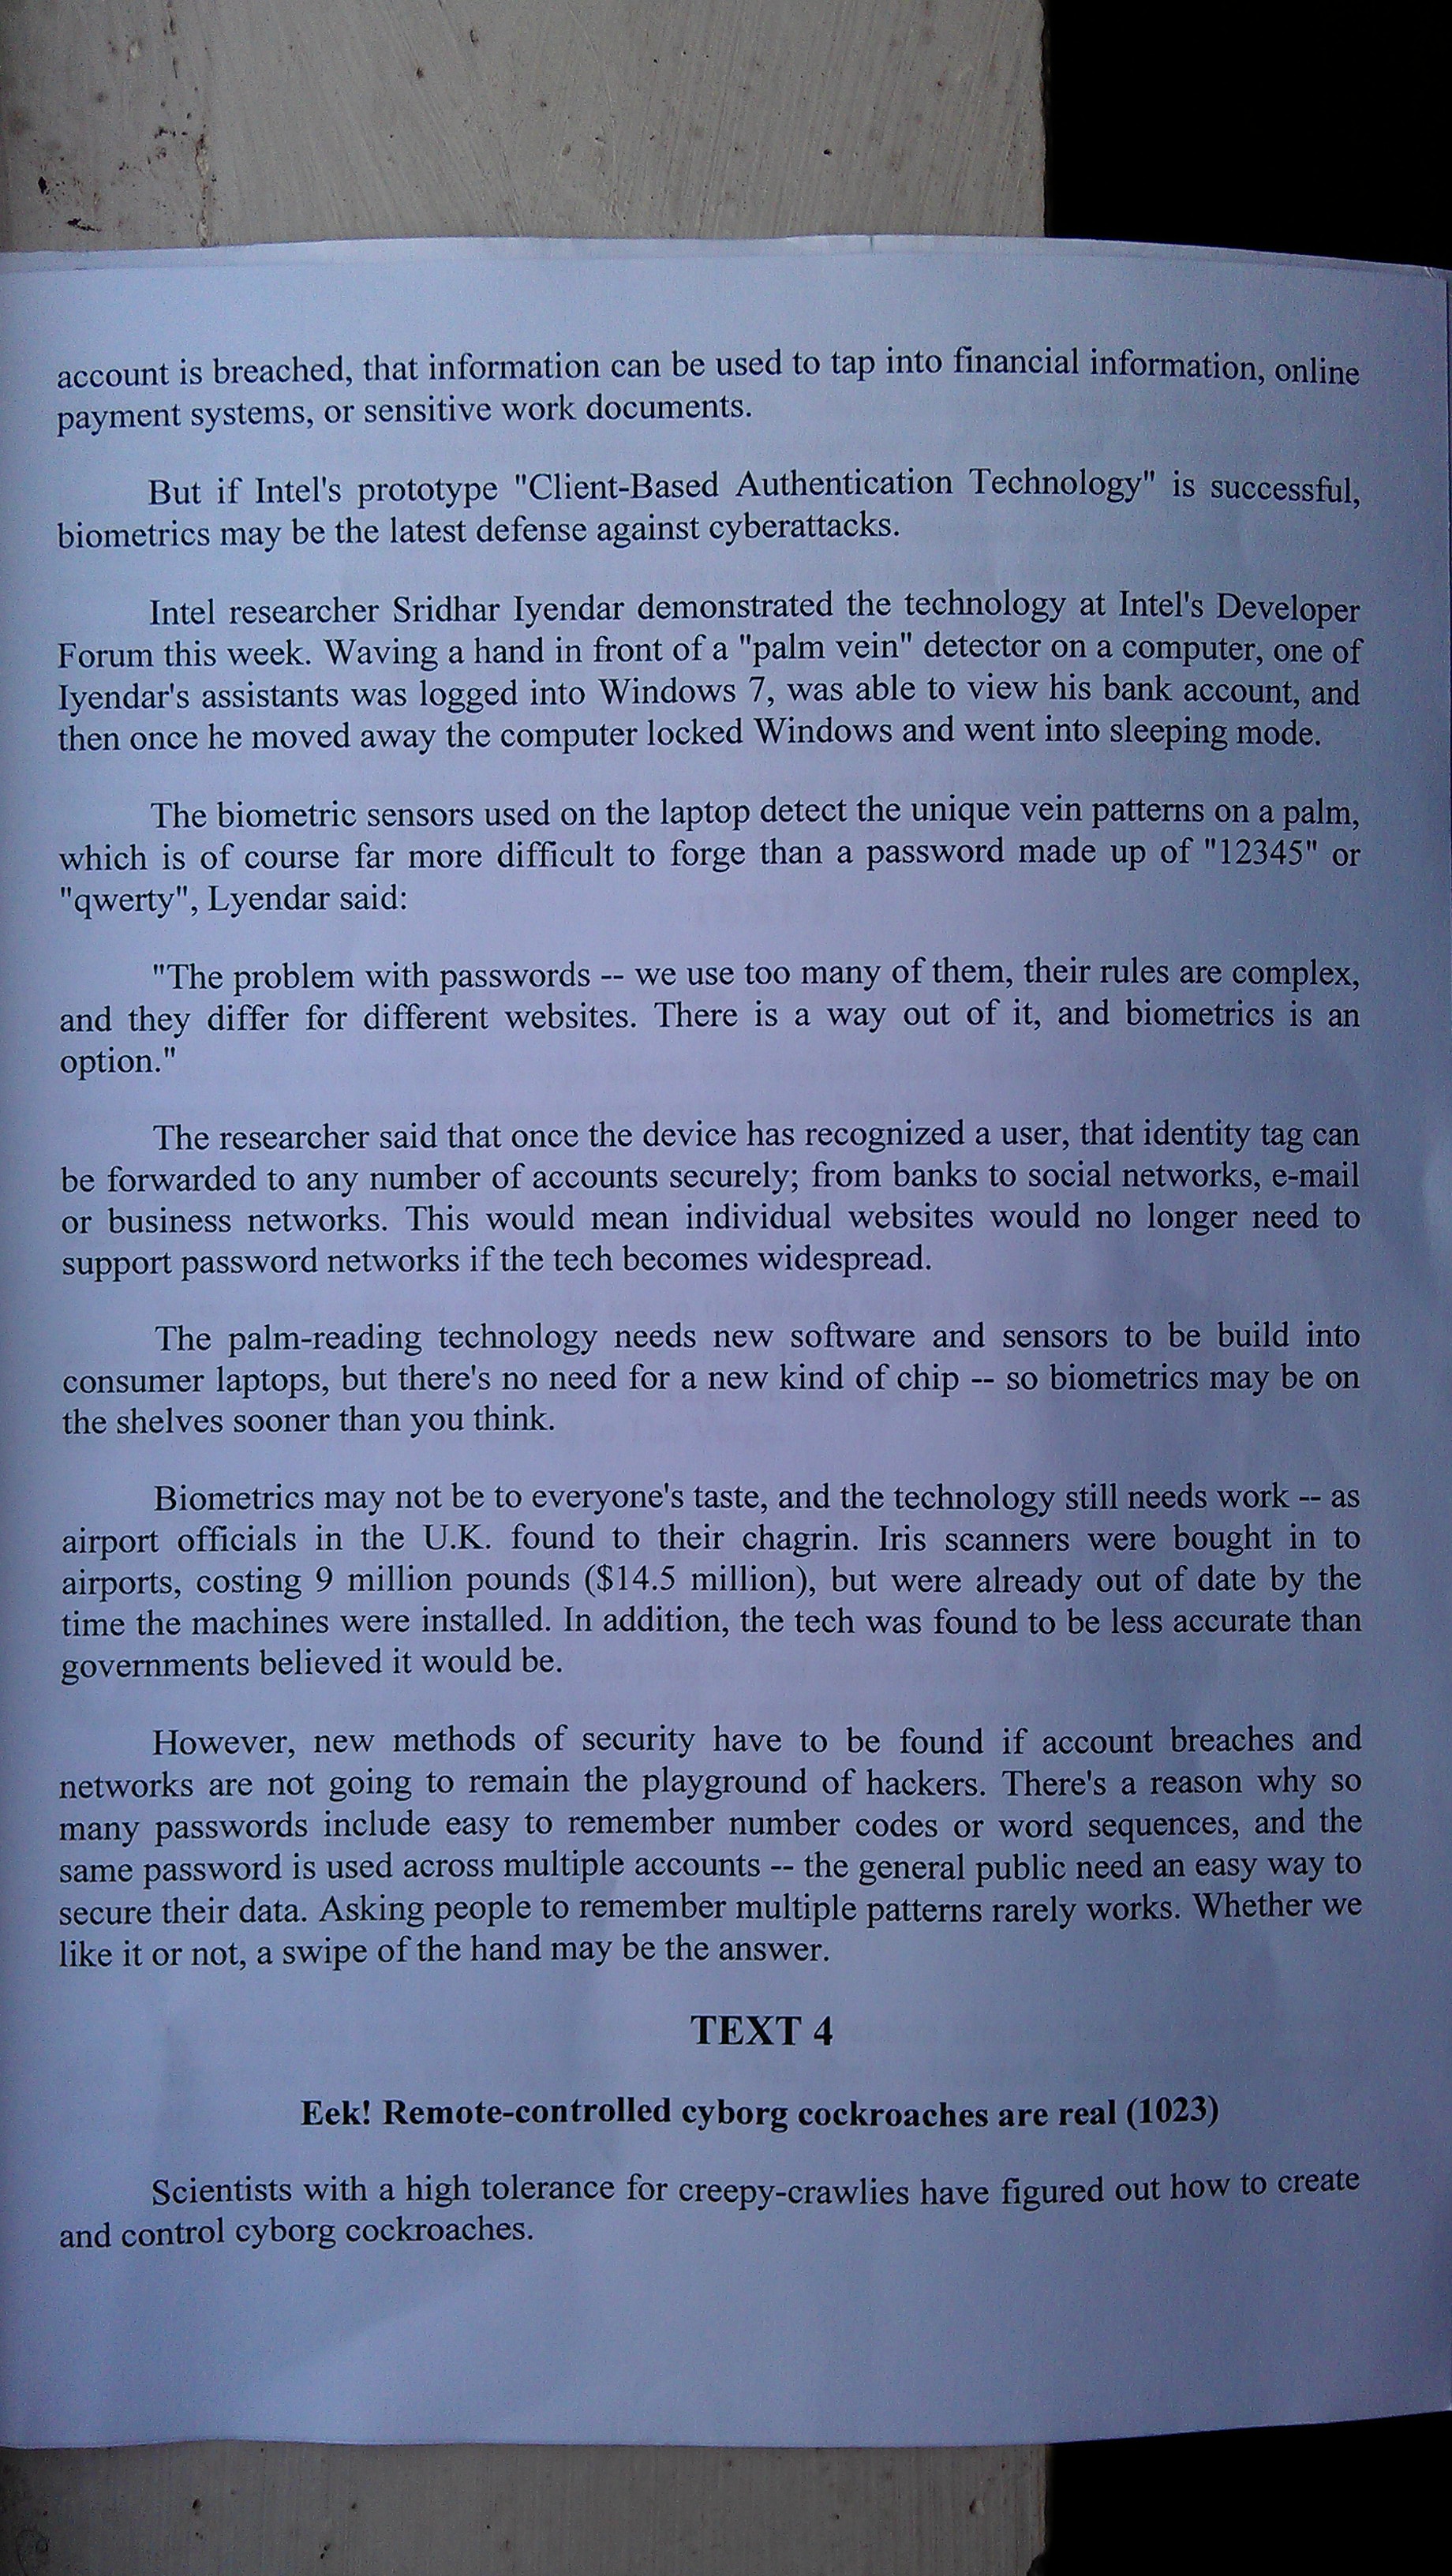 account is breached, that information can be used to tap into financial information, online
payment systems, or sensitive work documents.
But if Intel's prototype "Client-Based Authentication Technology" is successful,
biometrics may be the latest defense against cyberattacks.
Intel researcher Sridhar Iyendar demonstrated the technology at Intel's Developer
Forum this week. Waving a hand in front of a "palm vein" detector on a computer, one of
Iyendar's assistants was logged into Windows 7, was able to view his bank account, and
then once he moved away the computer locked Windows and went into sleeping mode.
The biometric sensors used on the laptop detect the unique vein patterns on a palm,
which is of course far more difficult to forge than a password made up of "12345" or
"qwerty", Lyendar said:
"The problem with passwords -- we use too many of them, their rules are complex,
and they differ for different websites. There is a way out of it, and biometrics is an
option."
The researcher said that once the device has recognized a user, that identity tag can
be forwarded to any number of accounts securely; from banks to social networks, e-mail
or business networks. This would mean individual websites would no longer need to
support password networks if the tech becomes widespread.
The palm-reading technology needs new software and sensors to be build into
consumer laptops, but there's no need for a new kind of chip -- so biometrics may be on
the shelves sooner than you think.
Biometrics may not be to everyone's taste, and the technology still needs work -- as
airport officials in the U.K. found to their chagrin. Iris scanners were bought in to
airports, costing 9 million pounds ($14.5 million), but were already out of date by the
time the machines were installed. In addition, the tech was found to be less accurate than
governments believed it would be.
However, new methods of security have to be found if account breaches and
networks are not going to remain the playground of hackers. There's a reason why so
many passwords include easy to remember number codes or word sequences, and the
same password is used across multiple accounts -- the general public need an easy way to
secure their data. Asking people to remember multiple patterns rarely works. Whether we
like it or not, a swipe of the hand may be the answer.
TEXT 4
Eek! Remote-controlled cyborg cockroaches are real (1023)
Scientists with a high tolerance for creepy-crawlies have figured out how to create
and control cyborg cockroaches.